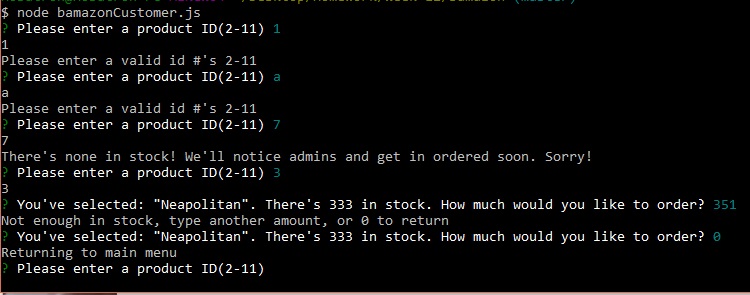 $ node bamazonCustomer.js
? Please enter a product ID(2-11) 1
1
Please enter a valid id #'s 2-11
? Please enter a product ID(2-11) a
a
Please enter a valid id #'s 2-11
? Please enter a product ID(2-11) 7
7
There's none in stock! We'll notice admins and get in ordered soon. Sorry!
? Please enter a product ID(2-11) 3
3
? You've selected: "Neapolitan". There's 333 in stock. How much would you like to order? 351
Not enough in stock, type another amount, or 0 to return
? You've selected: "Neapolitan". There's 333 in stock. How much would you like to order? 0
Returning to main menu
? Please enter a product ID(2-11)